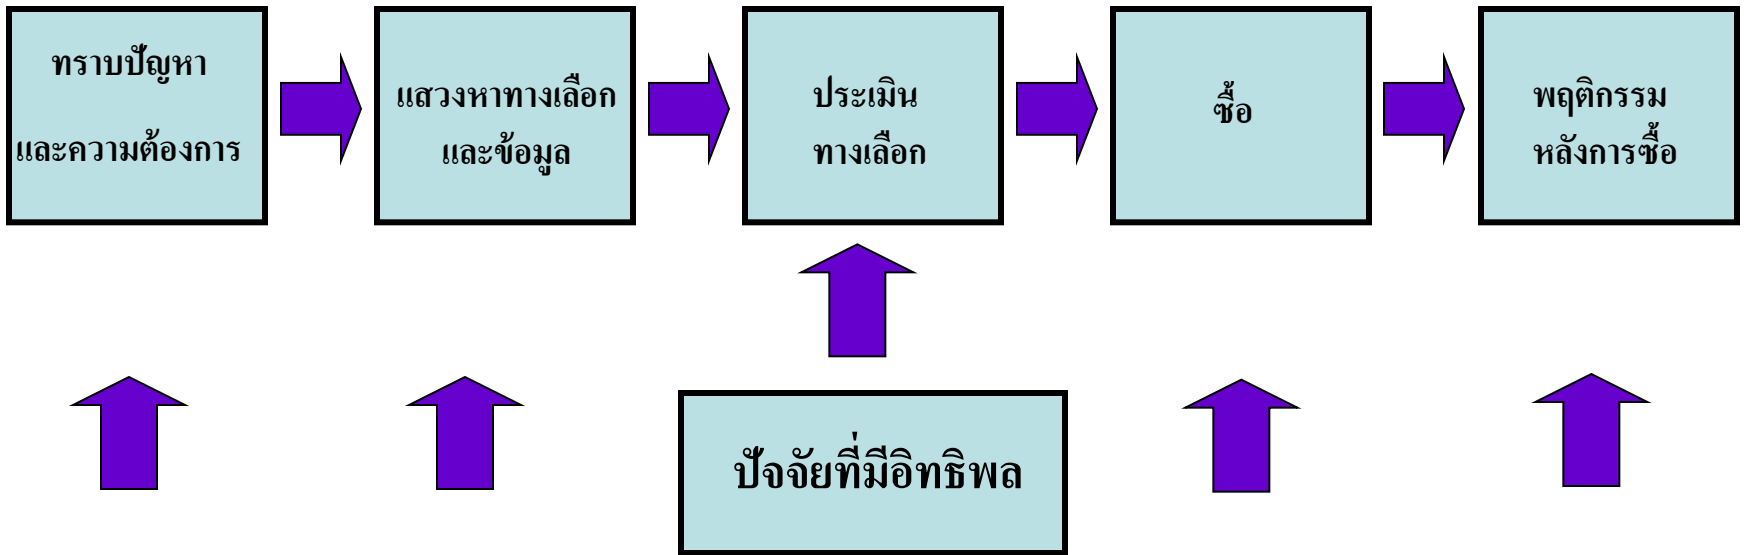 ทราบปัญหา
และความต้องการ
แสวงหาทางเลือก
และข้อมูล
ประเมิน
ทางเลือก
ซื้อ
พฤติกรรม
หลังการซื้อ
ปัจจัยที่มีอิทธิพล